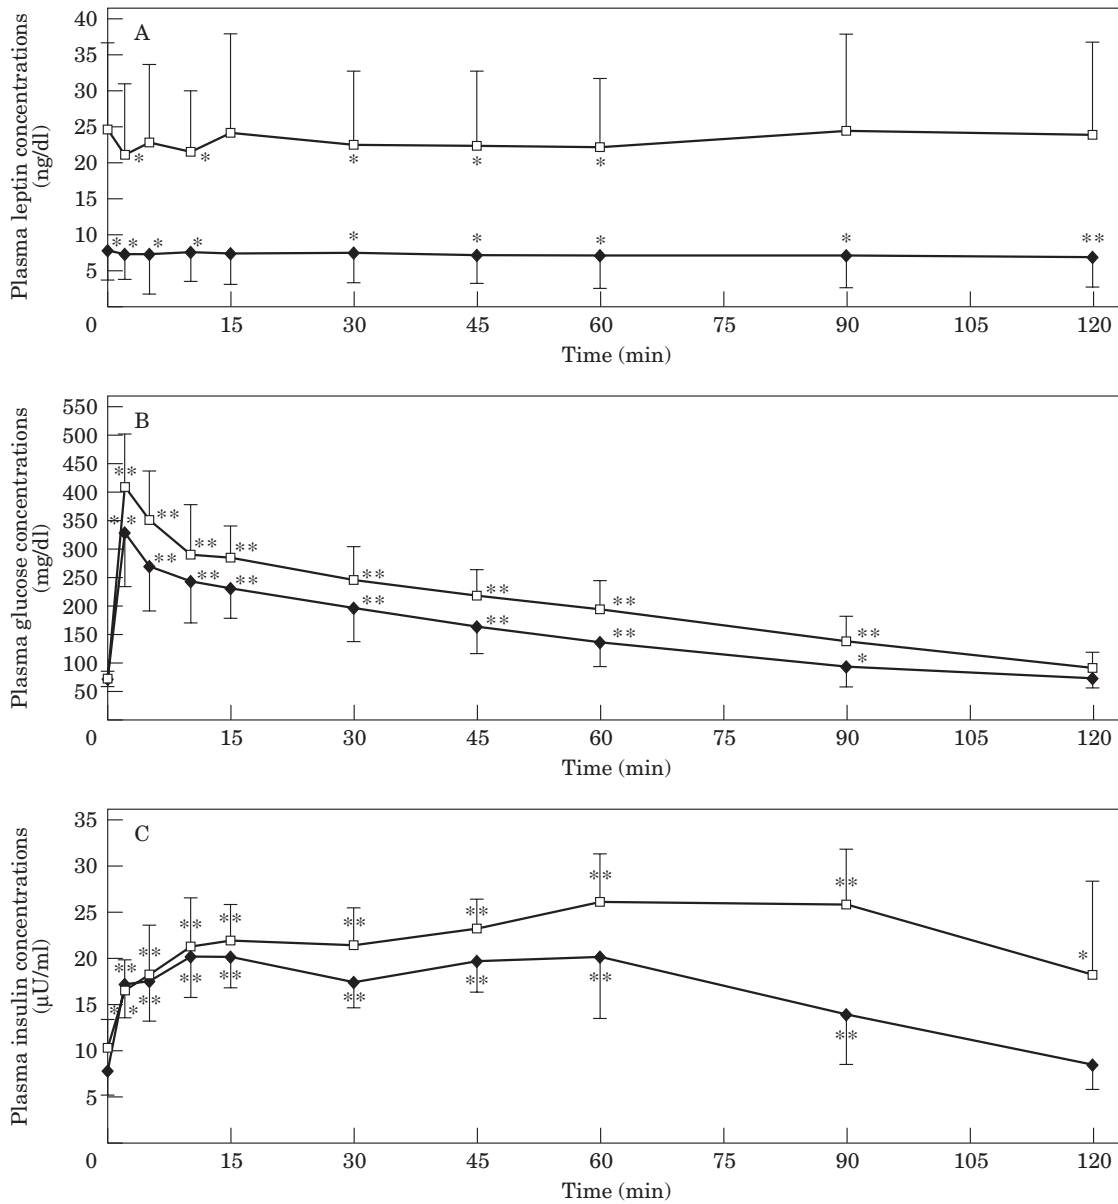 A
40
35
30
25
20
15
10
5
0 15 30 45 60 75 90 105 120
Time (min)
Plasma leptin concentrations
(ng/dl)
* * * * * *
* * * * * * * * **
B
550
500
450
400
350
300
250
200
150
100
50
0 15 30 45 60 75 90 105 120
Time (min)
Plasma glucose concentrations
(mg/dl)
** ** ** ** ** ** ** **
** ** ** ** ** ** ** *
C
35
30
25
20
15
10
5
0 15 30 45 60 75 90 105 120
Time (min)
Plasma insulin concentrations
(µU/ml)
** ** ** ** ** ** ** ** *
** ** ** ** ** ** ** **